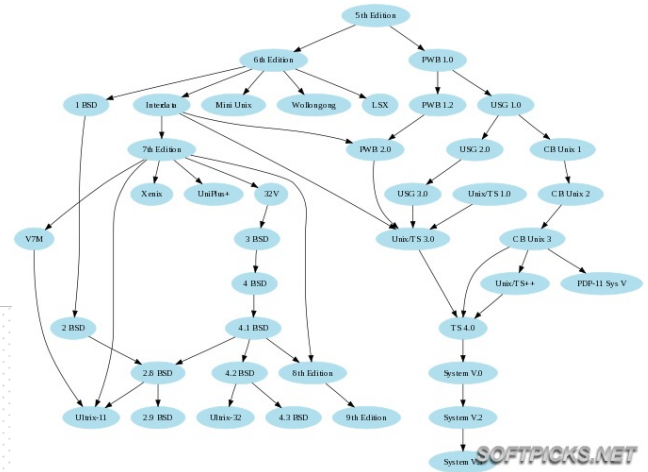 5th Edition
6th Edition
PWB 1.0
1 BSD
Interdata
Mini Unix
Wollongong
LSX
PWB 1.2
USG 1.0
7th Edition
PWB 2.0
USG 2.0
CB Unix 1
Xenix
UniPlus+
32V
USG 3.0
Unix/TS 1.0
CB Unix 2
V7M
3 BSD
Unix/TS 3.0
CB Unix 3
4 BSD
Unix/TS++
PDP-11 Sys V
2 BSD
4.1 BSD
TS 4.0
2.8 BSD
4.2 BSD
8th Edition
System V.0
Ultrix-11
2.9 BSD
Ultrix-32
4.3 BSD
9th Edition
System V.2
System
SOFTPICKS.NET